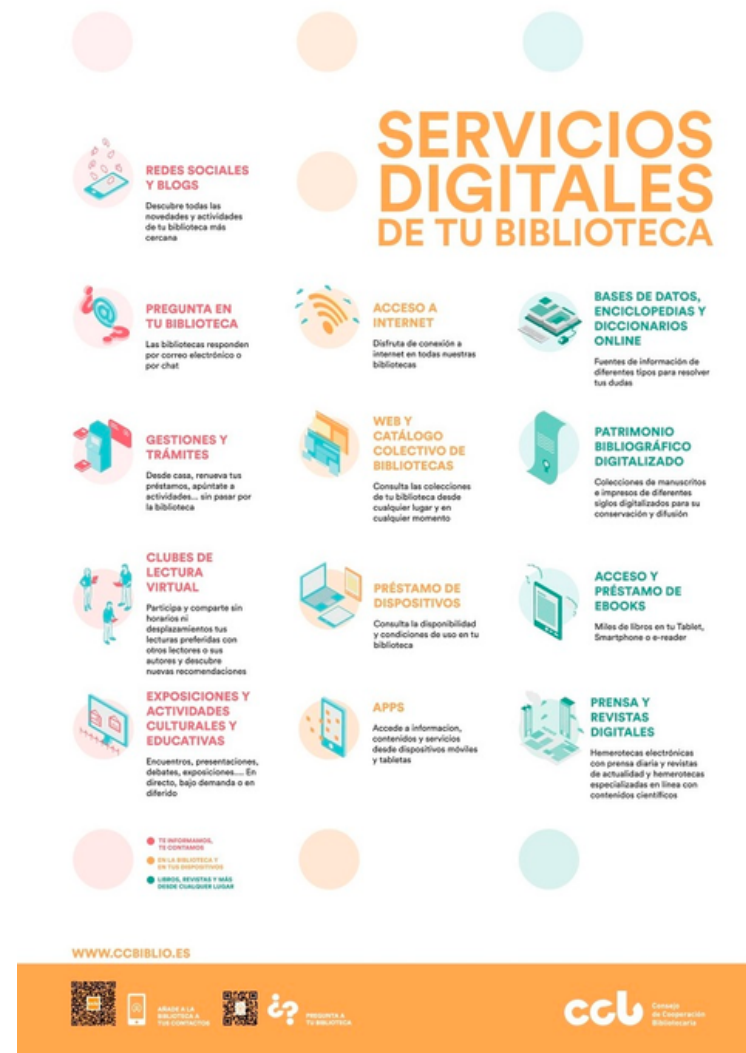 SERVICIOS
DIGITALES
DE TU BIBLIOTECA
REDES SOCIALES
Y BLOGS
Descubre todas las
novedades y actividades
de tu biblioteca más
cercana
PREGUNTA EN
TU BIBLIOTECA
Las bibliotecas responden
por correo electrónico o
por chat
GESTIONES Y
TRÁMITES
Desde casa, renueva tus
préstamos, apúntate a
actividades... sin pasar por
la biblioteca
CLUBES DE
LECTURA
VIRTUAL
Participa y comparte sin
horarios ni
desplazamientos tus
lecturas preferidas con
otros lectores o sus
autores y descubre
nuevas recomendaciones
EXPOSICIONES Y
ACTIVIDADES
CULTURALES Y
EDUCATIVAS
Encuentros, presentaciones,
debates, exposiciones.... En
directo, bajo demanda o en
diferido
ACCESO A
INTERNET
Disfruta de conexión a
internet en todas nuestras
bibliotecas
WEB Y
CATÁLOGO
COLECTIVO DE
BIBLIOTECAS
Consulta las colecciones
de tu biblioteca desde
cualquier lugar y en
cualquier momento
PRÉSTAMO DE
DISPOSITIVOS
Consulta la disponibilidad
y condiciones de uso en tu
biblioteca
APPS
Accede a informacion,
contenidos y servicios
desde dispositivos móviles
y tabletas
BASES DE DATOS,
ENCICLOPEDIAS Y
DICCIONARIOS
ONLINE
Fuentes de información de
diferentes tipos para resolver
tus dudas
PATRIMONIO
BIBLIOGRÁFICO
DIGITALIZADO
Colecciones de manuscritos
e impresos de diferentes
siglos digitalizados para su
conservación y difusión
ACCESO Y
PRÉSTAMO DE
EBOOKS
Miles de libros en tu Tablet,
Smartphone o e-reader
PRENSA Y
REVISTAS
DIGITALES
Hemerotecas electrónicas
con prensa diaria y revistas
de actualidad y hemerotecas
especializadas en línea con
contenidos científicos
TE INFORMAMOS,
TE CONTAMOS
EN LA BIBLIOTECA Y
EN TUS DISPOSITIVOS
LIBROS, REVISTAS Y MÁS
DESDE CUALQUIER LUGAR
WWW.CCBIBLIO.ES
AÑADE A LA
BIBLIOTECA A
TUS CONTACTOS
¿?
PREGUNTA A
TU BIBLIOTECA
ccb
Consejo
de Cooperación
Bibliotecaria